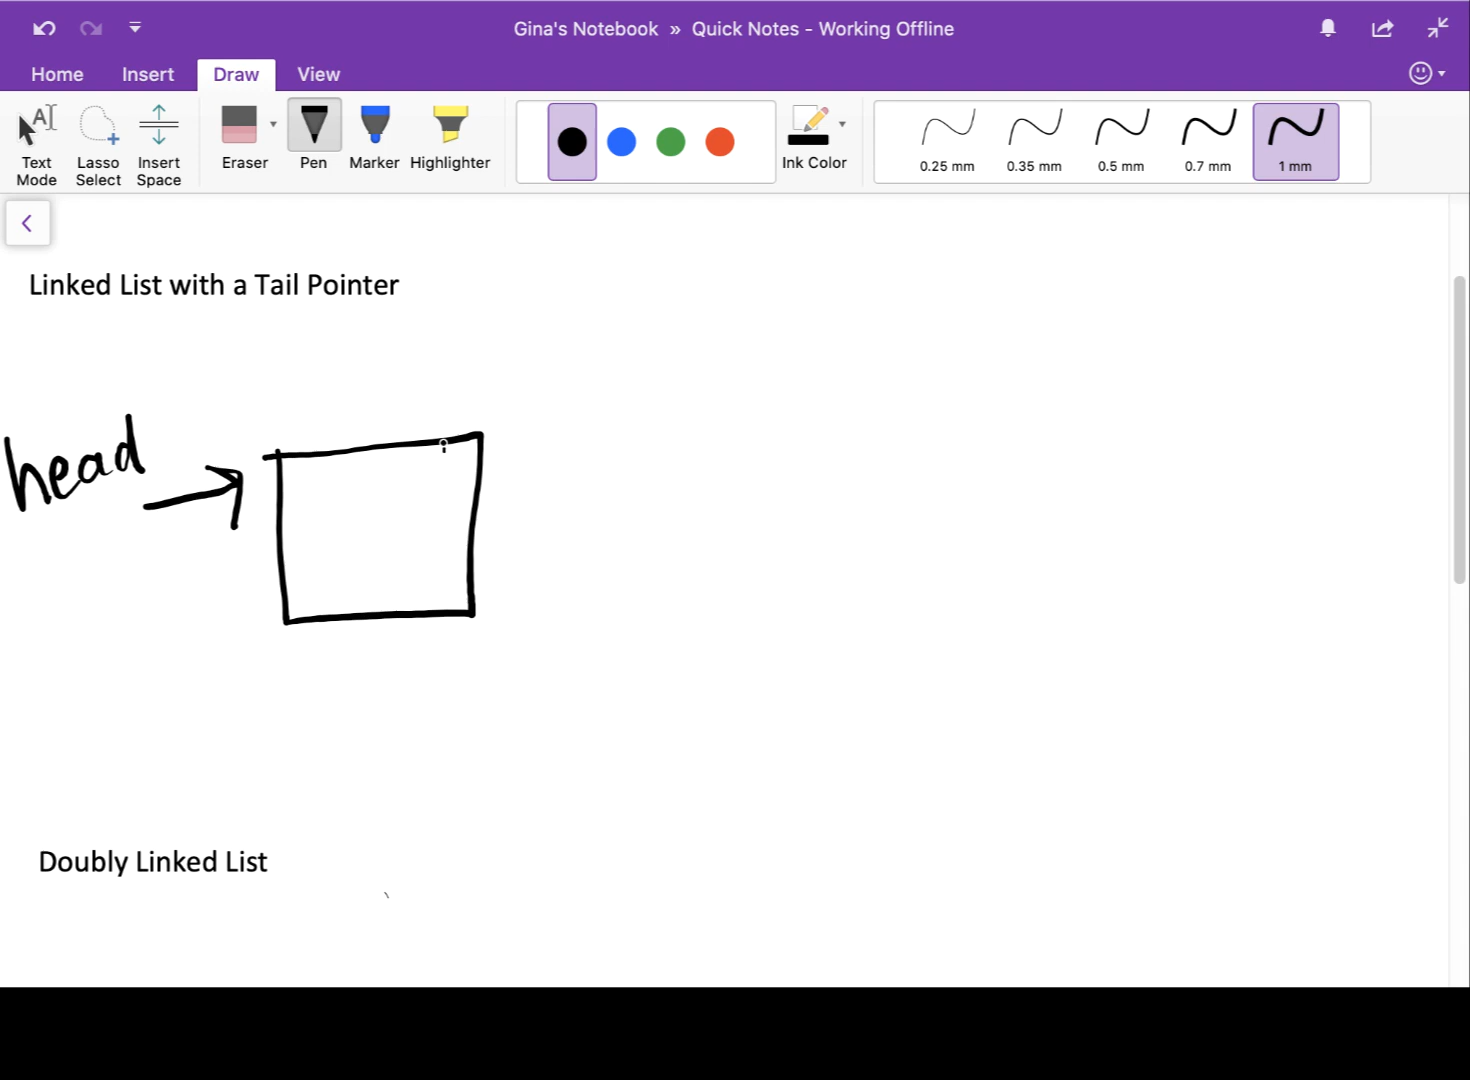 Gina's Notebook » Quick Notes - Working Offline
Home Insert Draw View
Text Mode
Lasso Select
Insert Space
Eraser
Pen
Marker
Highlighter
Ink Color
0.25 mm
0.35 mm
0.5 mm
0.7 mm
1 mm
Linked List with a Tail Pointer
head
Doubly Linked List